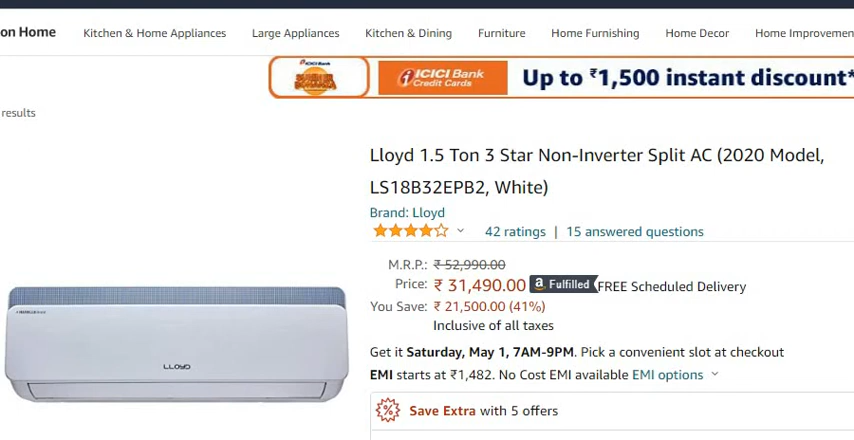 on Home Kitchen & Home Appliances Large Appliances Kitchen & Dining Furniture Home Furnishing Home Decor Home Improvemen
ICICI Bank
ICICI Bank
Credit Cards
Up to ₹1,500 instant discount*
results
Lloyd 1.5 Ton 3 Star Non-Inverter Split AC (2020 Model,
LS18B32EPB2, White)
Brand: Lloyd
42 ratings | 15 answered questions
M.R.P.: ₹ 52,990.00
Price: ₹ 31,490.00 a Fulfilled FREE Scheduled Delivery
You Save: ₹ 21,500.00 (41%)
Inclusive of all taxes
LLOYD
Get it Saturday, May 1, 7AM-9PM. Pick a convenient slot at checkout
EMI starts at ₹1,482. No Cost EMI available EMI options
Save Extra with 5 offers